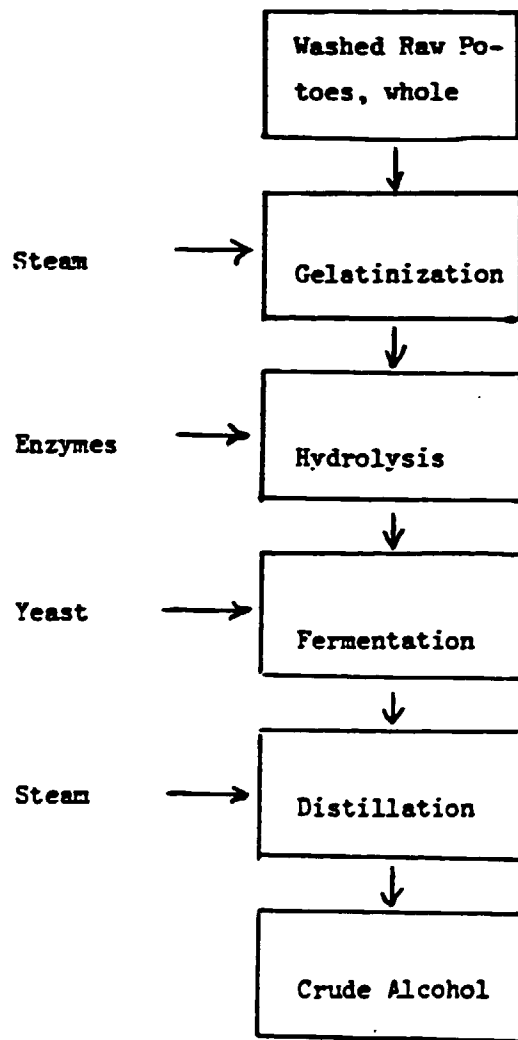 Washed Raw Po-
toes, whole
Steam
Gelatinization
Enzymes
Hydrolysis
Yeast
Fermentation
Steam
Distillation
Crude Alcohol